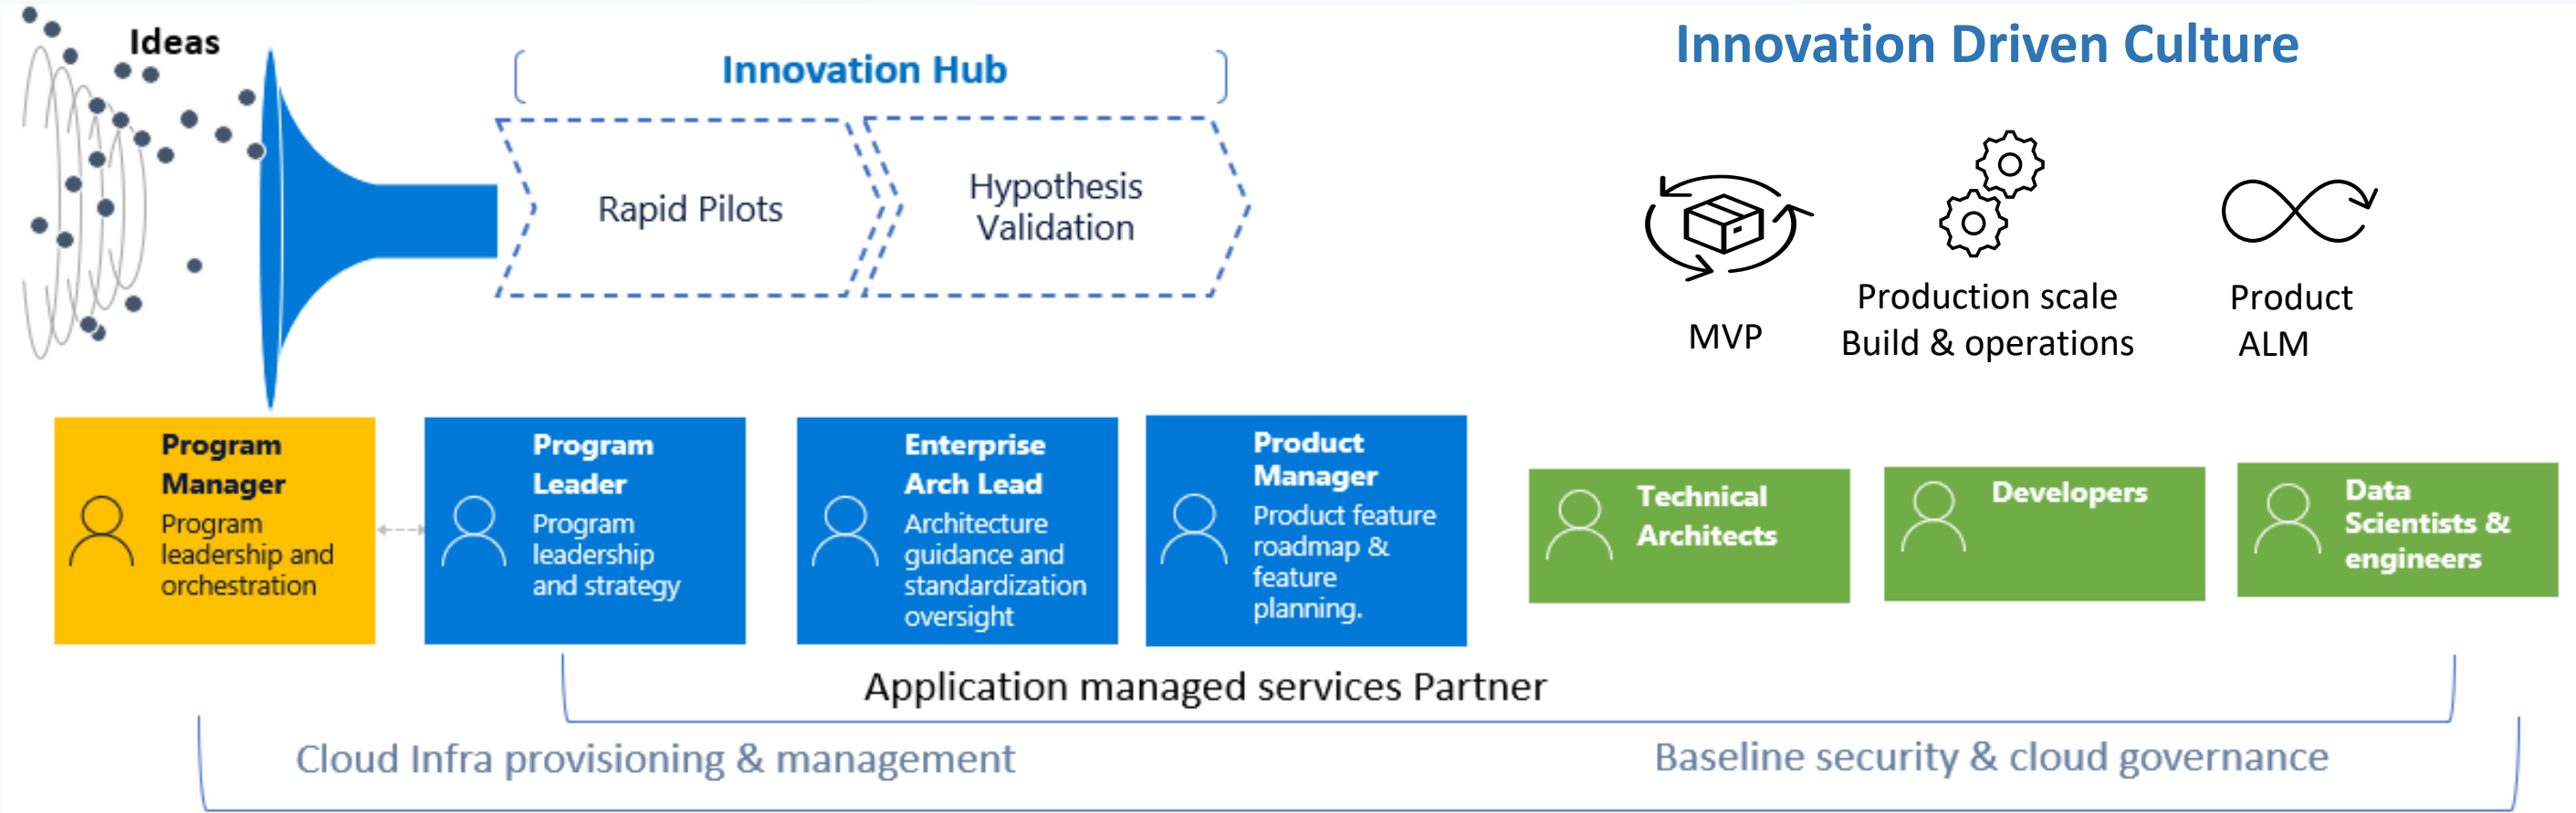 Ideas
Innovation Hub
Innovation Driven Culture
Rapid Pilots
Hypothesis
Validation
MVP
Production scale
Build & operations
Product
ALM
Program
Manager
Program
leadership and
orchestration
Program
Leader
Program
leadership
and strategy
Enterprise
Arch Lead
Architecture
guidance and
standardization
oversight
Product
Manager
Product feature
roadmap &
feature
planning.
Technical
Architects
Developers
Data
Scientists &
engineers
Application managed services Partner
Cloud Infra provisioning & management
Baseline security & cloud governance